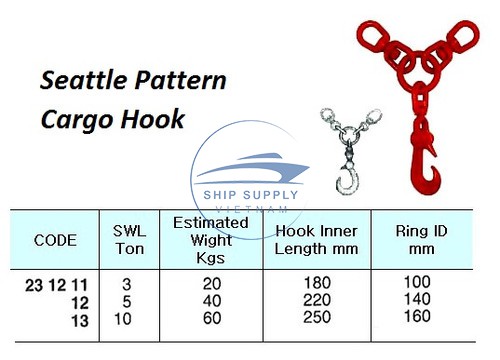 Seattle Pattern
Cargo Hook
SHIP SUPPLY
VIETNAM
CODE SWL Ton Estimated Wight Kgs Hook Inner Length mm Ring ID mm
23 12 11 3 20 180 100
12 5 40 220 140
13 10 60 250 160